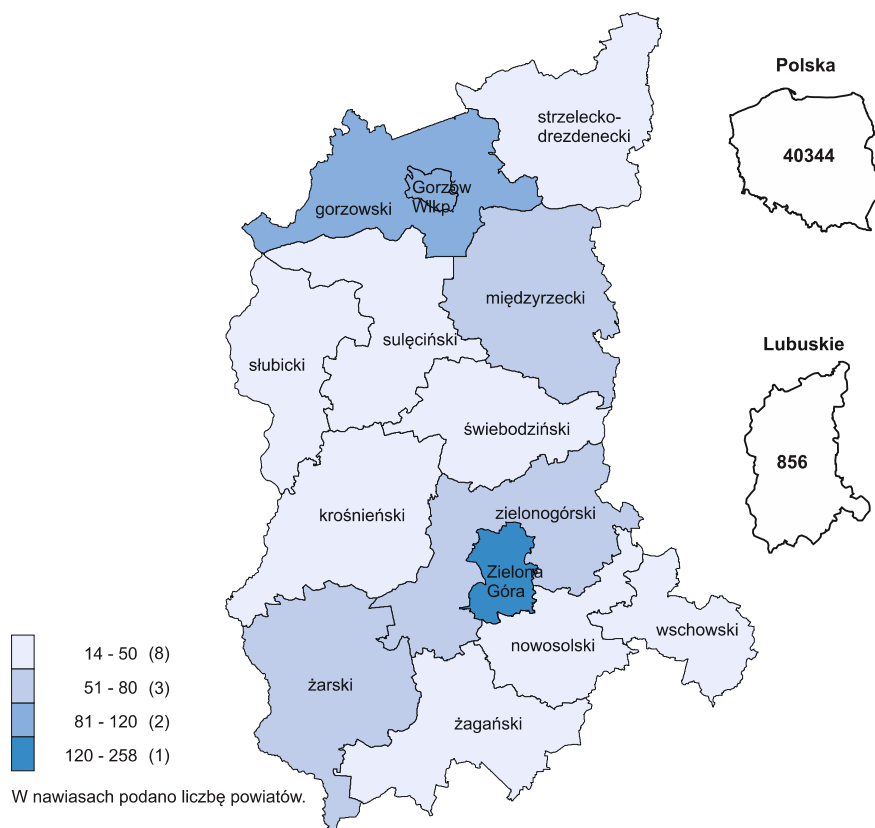 Polska
40344
strzelecko-
drezdenecki
Gorzów
Wlkp.
gorzowski
międzyrzecki
sulęciński
słubicki
Lubuskie
856
świebodziński
krośnieński
zielonogórski
Zielona
Góra
wschowski
nowosolski
żarski
żagański
14 - 50 (8)
51 - 80 (3)
81 - 120 (2)
120 - 258 (1)
W nawiasach podano liczbę powiatów.